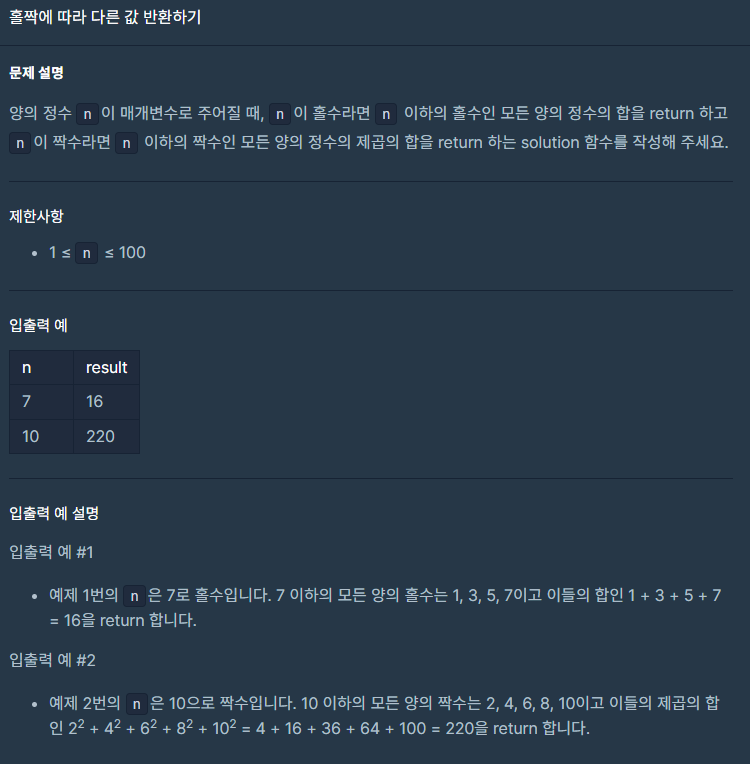 홀짝에 따라 다른 값 반환하기
문제 설명
양의 정수 n이 매개변수로 주어질 때, n이 홀수라면 n 이하의 홀수인 모든 양의 정수의 합을 return 하고
n이 짝수라면 n 이하의 짝수인 모든 양의 정수의 제곱의 합을 return 하는 solution 함수를 작성해 주세요.
제한사항
• 1 ≤ n ≤ 100
입출력 예
n result
7 16
10 220
입출력 예 설명
입출력 예 #1
• 예제 1번의 n은 7로 홀수입니다. 7 이하의 모든 양의 홀수는 1, 3, 5, 7이고 이들의 합인 1 + 3 + 5 + 7
= 16을 return 합니다.
입출력 예 #2
• 예제 2번의 n은 10으로 짝수입니다. 10 이하의 모든 양의 짝수는 2, 4, 6, 8, 10이고 이들의 제곱의 합
인 2² + 4² + 6² + 8² + 10² = 4 + 16 + 36 + 64 + 100 = 220을 return 합니다.